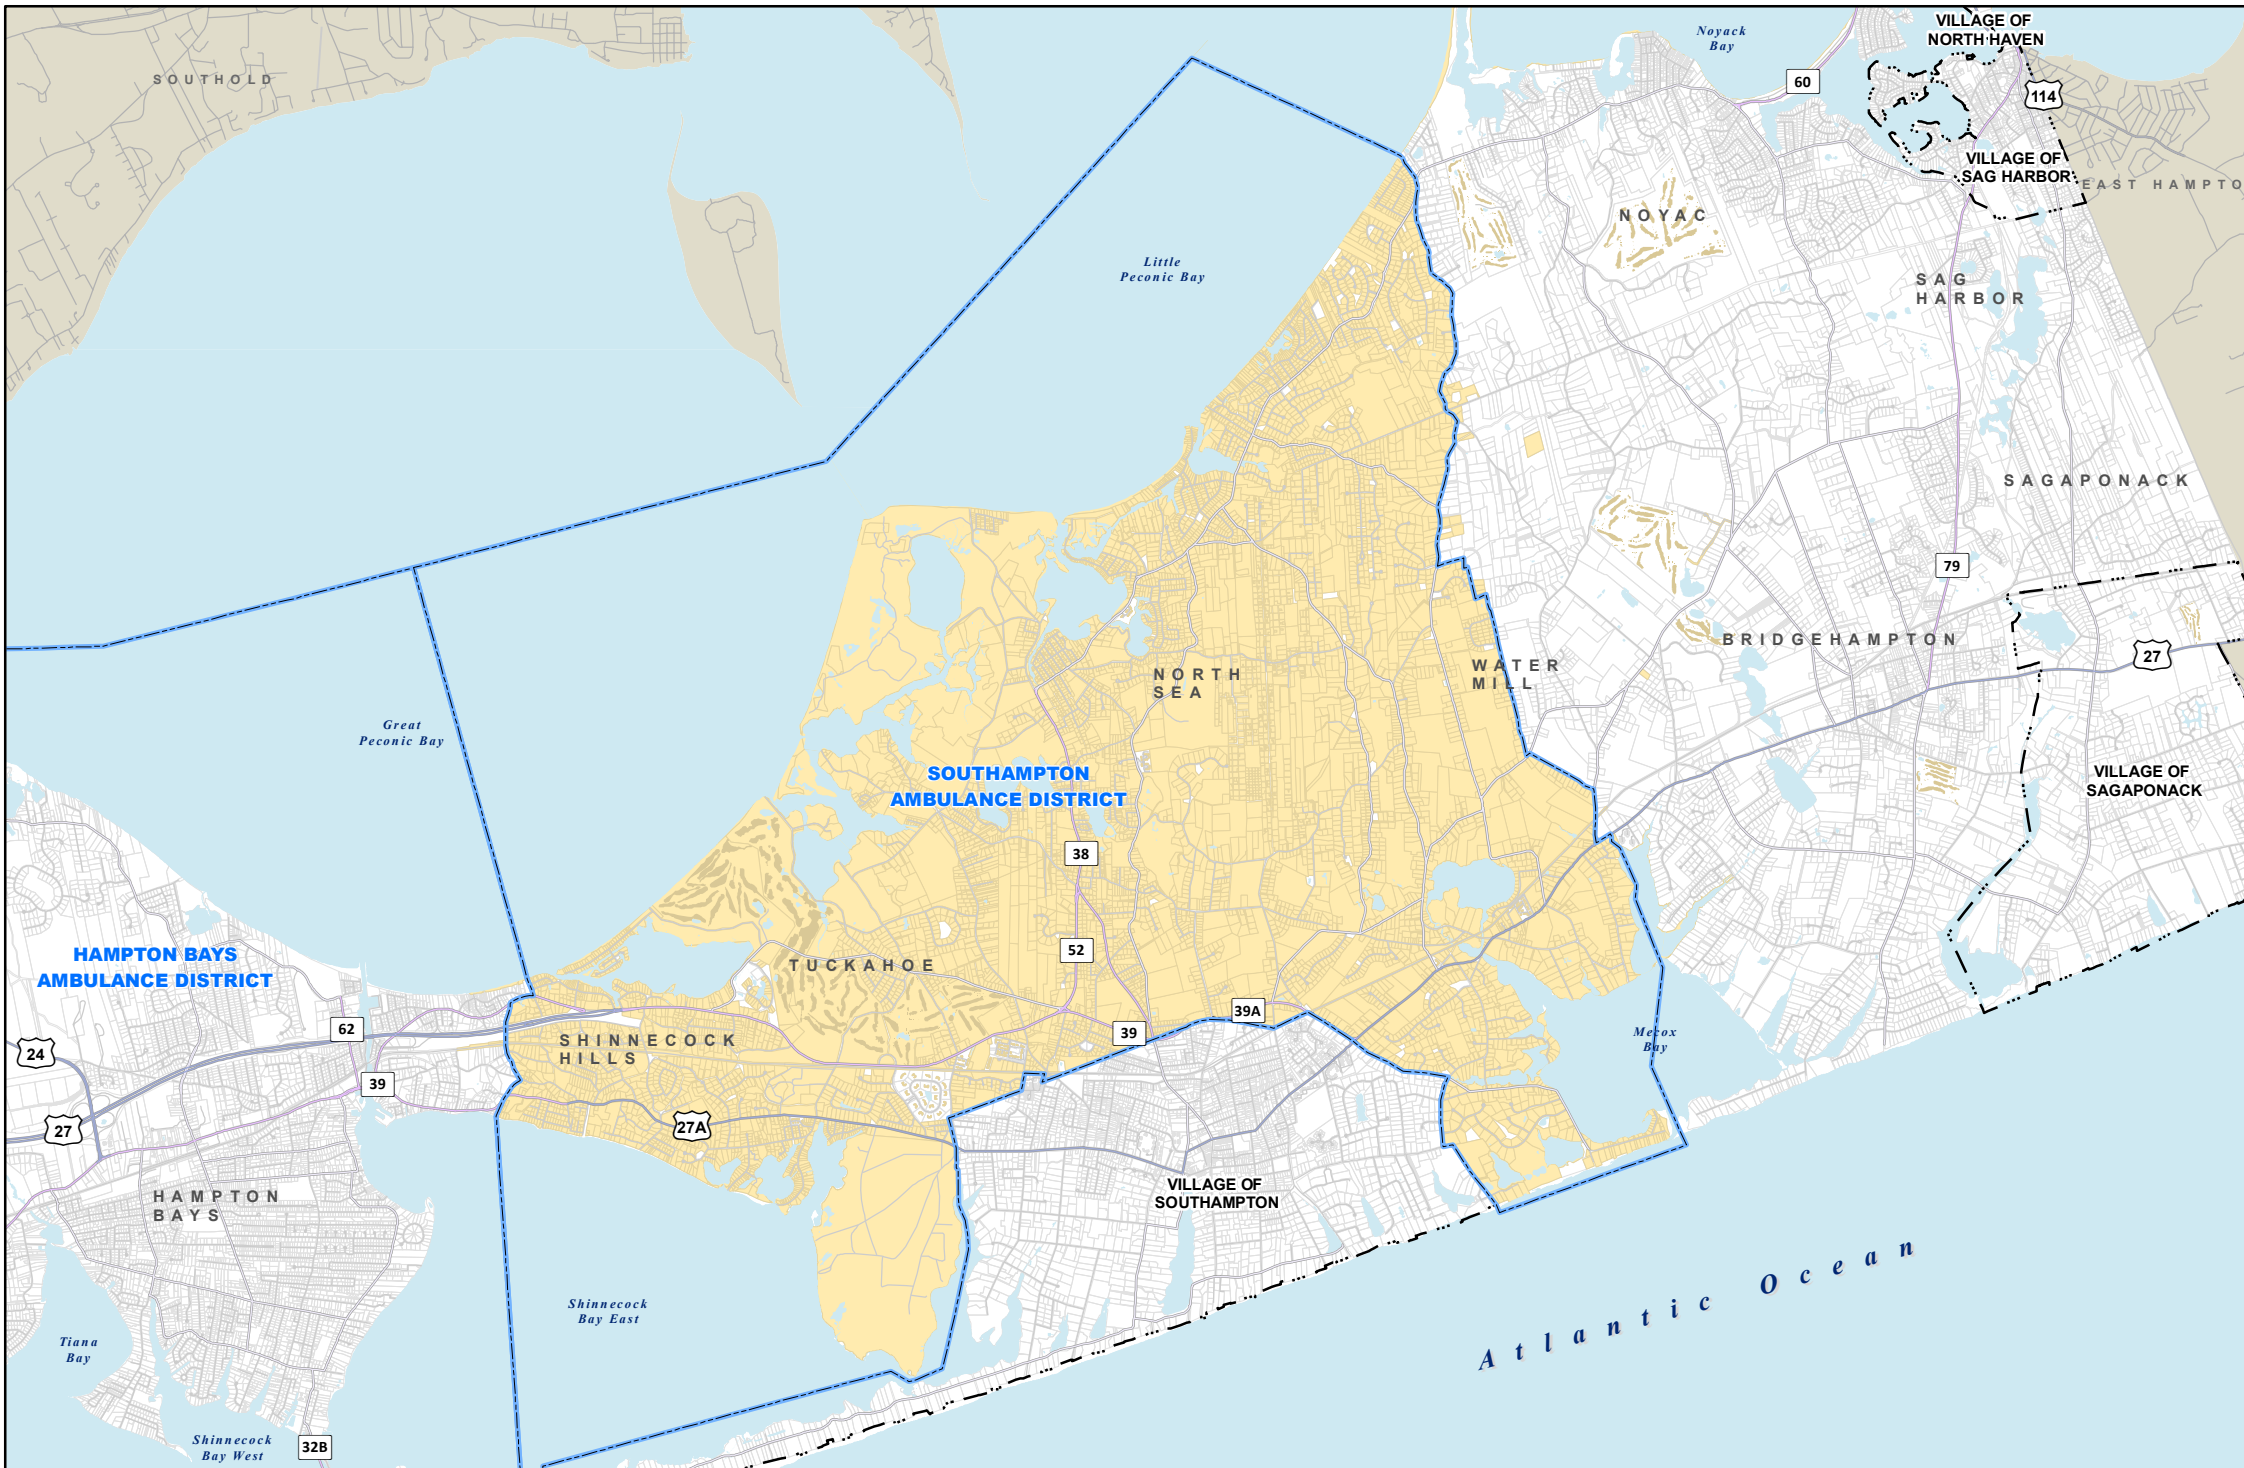 VILLAGE OF
NORTH HAVEN
Noyack
Bay
SOUTHOLD
60
114
VILLAGE OF
SAG HARBOR
EAST HAMPTO
NOYAC
Little
Peconic Bay
SAG
HARBOR
SAGAPONACK
79
BRIDGEHAMPTON
27
WATER
MILL
NORTH
SEA
Great
Peconic Bay
SOUTHAMPTON
AMBULANCE DISTRICT
VILLAGE OF
SAGAPONACK
38
HAMPTON BAYS
AMBULANCE DISTRICT
52
TUCKAHOE
39A
62
39
SHINNECOCK
HILLS
Mecox
Bay
24
39
27
27A
HAMPTON
BAYS
VILLAGE OF
SOUTHAMPTON
Atlantic Ocean
Shinnecock
Bay East
Tiana
Bay
Shinnecock
Bay West
32B